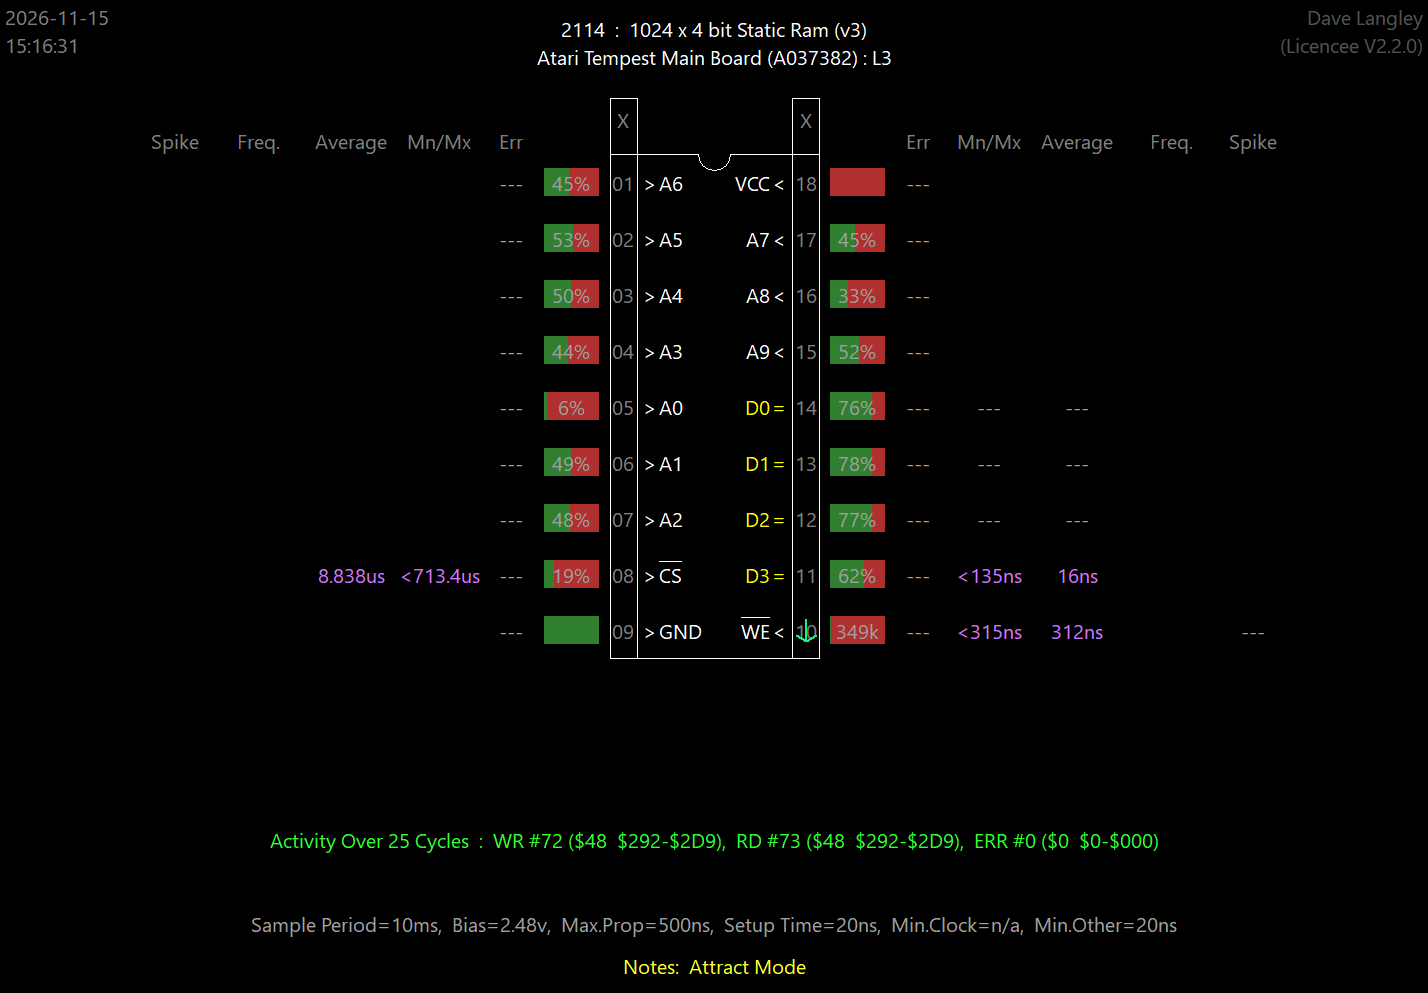 2026-11-15
15:16:31
2114 : 1024 x 4 bit Static Ram (v3)
Atari Tempest Main Board (A037382) : L3
Dave Langley
(Licencee V2.2.0)
X X
Spike Freq. Average Mn/Mx Err Err Mn/Mx Average Freq. Spike
--- 45% 01 > A6 VCC < 18 ---
--- 53% 02 > A5 A7 < 17 45% ---
--- 50% 03 > A4 A8 < 16 33% ---
--- 44% 04 > A3 A9 < 15 52% ---
--- 6% 05 > A0 D0 = 14 76% --- --- ---
--- 49% 06 > A1 D1 = 13 78% --- --- ---
--- 48% 07 > A2 D2 = 12 77% --- --- ---
8.838us <713.4us --- 19% 08 > CS D3 = 11 62% --- <135ns 16ns
--- 09 > GND WE < 10 349k --- <315ns 312ns ---
Activity Over 25 Cycles : WR #72 ($48 $292-$2D9), RD #73 ($48 $292-$2D9), ERR #0 ($0 $0-$000)
Sample Period=10ms, Bias=2.48v, Max.Prop=500ns, Setup Time=20ns, Min.Clock=n/a, Min.Other=20ns
Notes: Attract Mode